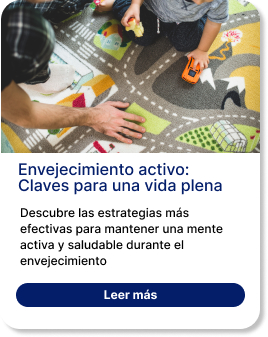 Envejecimiento activo:
Claves para una vida plena
Descubre las estrategias más
efectivas para mantener una mente
activa y saludable durante el
envejecimiento
Leer más